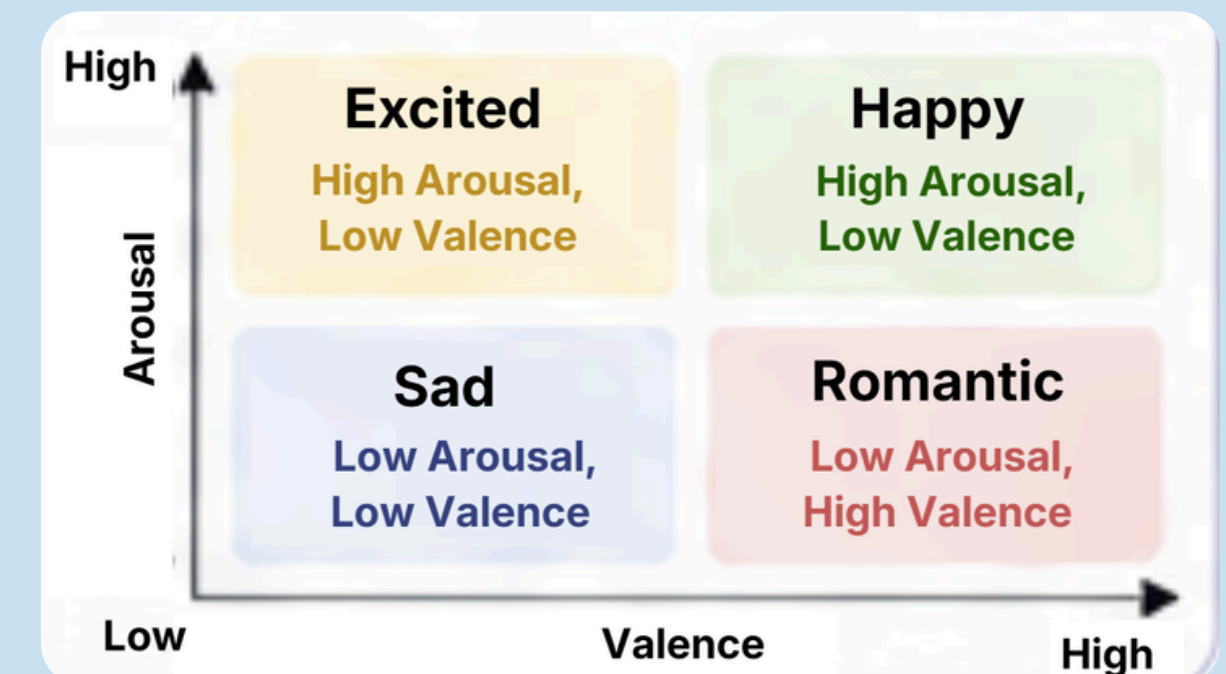 High
Arousal
Excited
High Arousal,
Low Valence
Happy
High Arousal,
Low Valence
Sad
Low Arousal,
Low Valence
Romantic
Low Arousal,
High Valence
Low
Valence
High